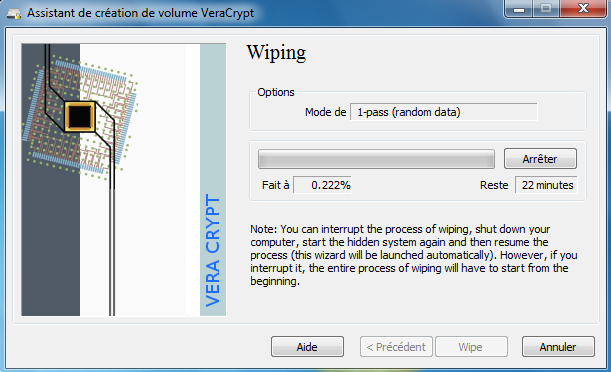 Assistant de création de volume VeraCrypt
Wiping
Options
Mode de 1-pass (random data)
Arrêter
Fait à 0.222% Reste 22 minutes
Note: You can interrupt the process of wiping, shut down your
computer, start the hidden system again and then resume the
process (this wizard will be launched automatically). However, if you
interrupt it, the entire process of wiping will have to start from the
beginning.
VERA CRYPT
Aide < Précédent Wipe Annuler